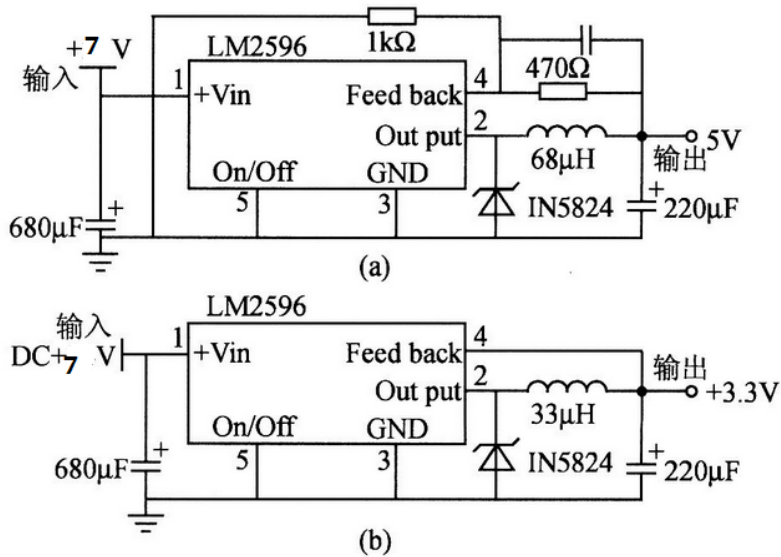 +7 V
输入
LM2596
1kΩ
1
+Vin
Feed back
4
470Ω
Out put
2
68μH
输出
5V
On/Off
GND
5
3
IN5824
+
220μF
680μF
+
(a)
输入
DC+7 V
LM2596
1
+Vin
Feed back
4
Out put
2
33μH
输出
+3.3V
On/Off
GND
5
3
IN5824
+
220μF
680μF
+
(b)